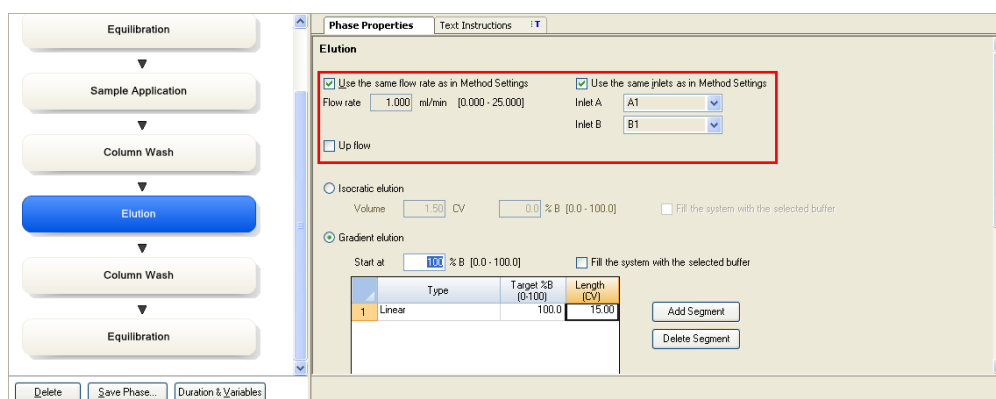 Equilibration
Sample Application
Column Wash
Elution
Column Wash
Equilibration
Delete Save Phase... Duration & Variables
Phase Properties Text Instructions T
Elution
Use the same flow rate as in Method Settings Use the same inlets as in Method Settings
Flow rate 1.000 ml/min [0.000 - 25.000] Inlet A A1
Inlet B B1
Up flow
Isocratic elution
Volume 1.50 CV 0.0 % B [0.0 - 100.0] Fill the system with the selected buffer
Gradient elution
Start at 100 % B [0.0 - 100.0] Fill the system with the selected buffer
Type Target %B (0-100) Length (CV)
1 Linear 100.0 15.00
Add Segment
Delete Segment